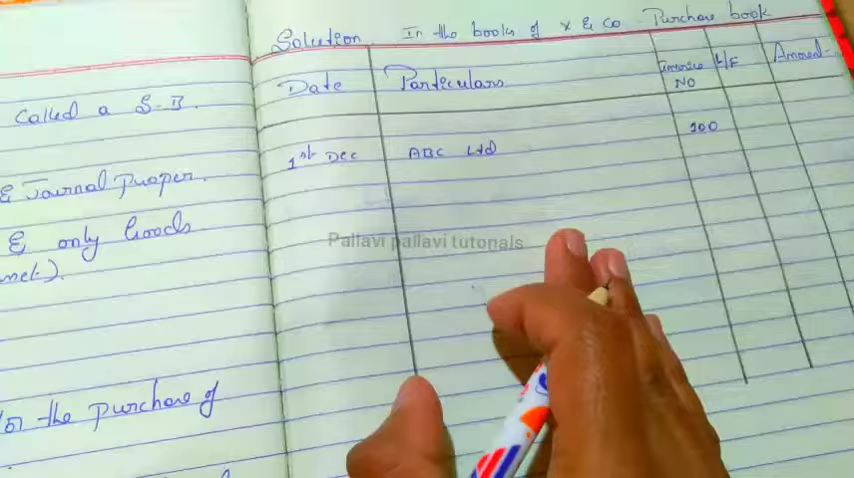 Called a S.B.
& Journal Proper.
& only Goods
for the purchase of
Solution In the books of X & Co Purchase book
Date Particulars Invoice NO L/F Amount
1st Dec ABC Ltd 100
Pallavi pallavi tutorials